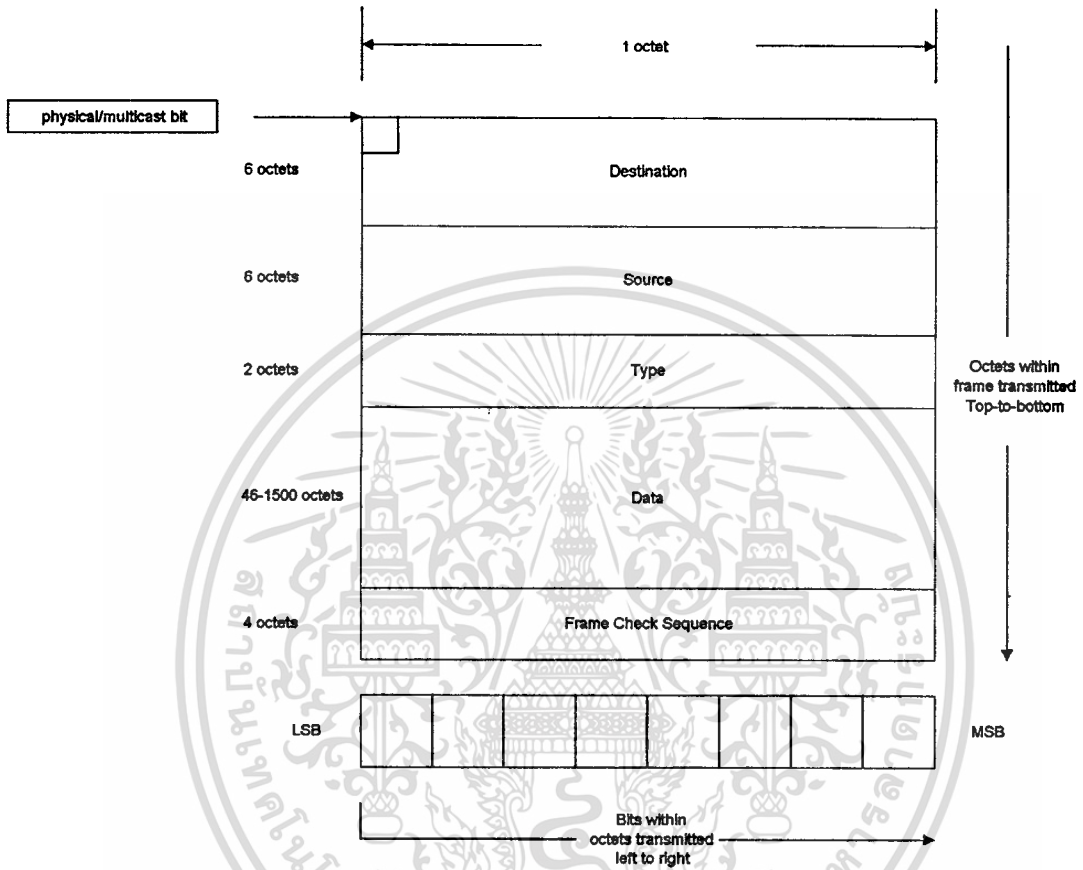 1 octet
physical/multicast bit
6 octets
Destination
6 octets
Source
2 octets
Type
Octets within
frame transmitted
Top-to-bottom
46-1500 octets
Data
4 octets
Frame Check Sequence
LSB
MSB
Bits within
octets transmitted
left to right